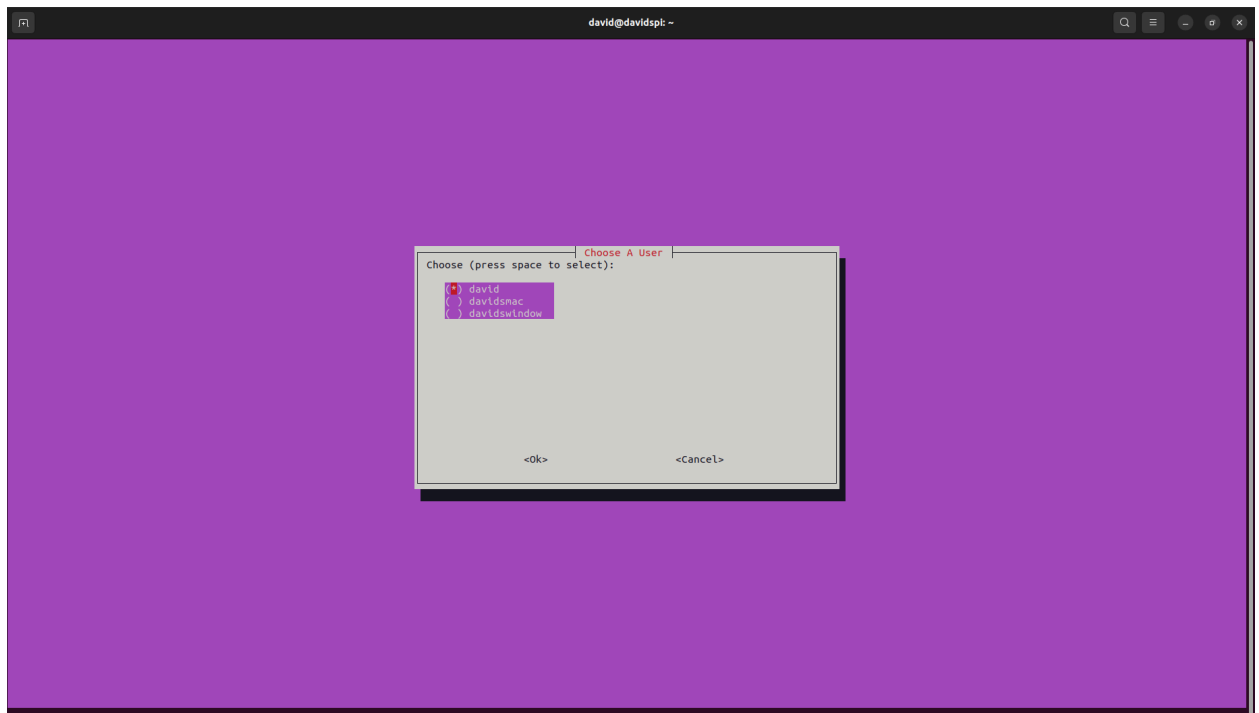 david@davidspi: ~
Choose A User
Choose (press space to select):
(*) david
( ) davidsmac
( ) davidswindow
<Ok> <Cancel>